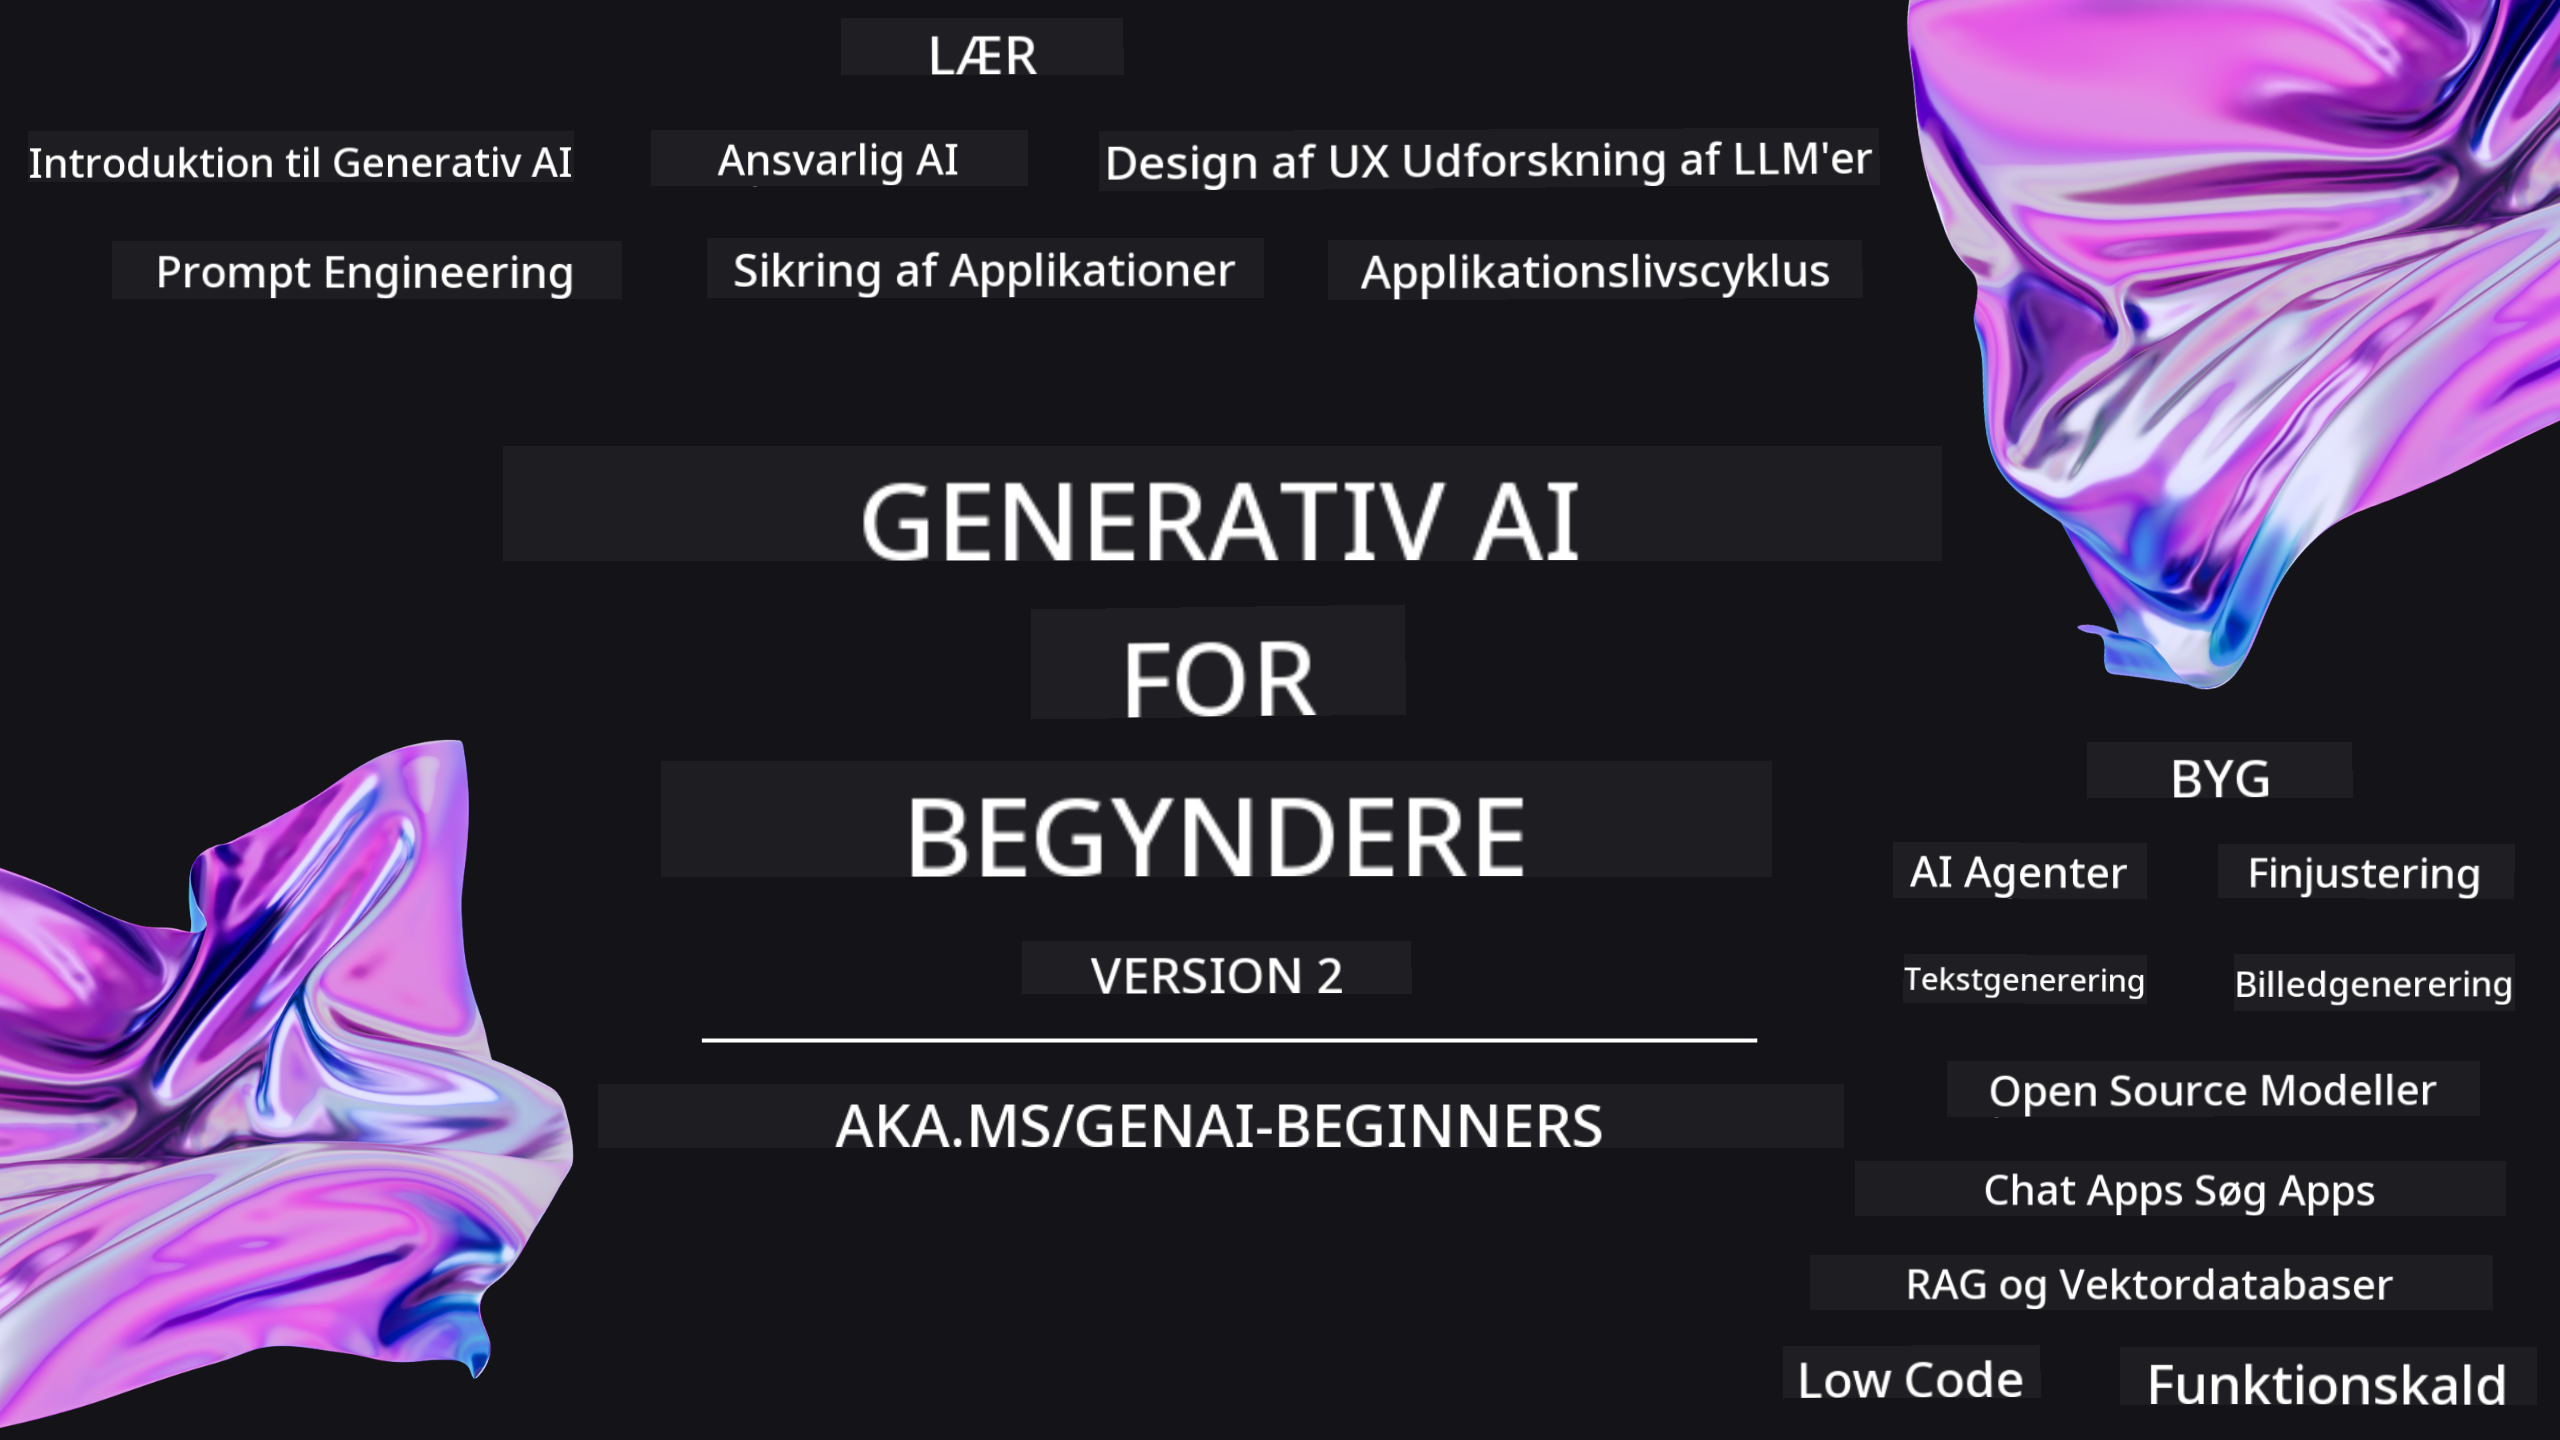 LÆR
Introduktion til Generativ AI
Ansvarlig AI
Design af UX Udforskning af LLM'er
Prompt Engineering
Sikring af Applikationer
Applikationslivscyklus
GENERATIV AI
FOR
BEGYNDERE
VERSION 2
AKA.MS/GENAI-BEGINNERS
BYG
AI Agenter
Finjustering
Tekstgenerering
Billedgenerering
Open Source Modeller
Chat Apps Søg Apps
RAG og Vektordatabaser
Low Code
Funktionskald